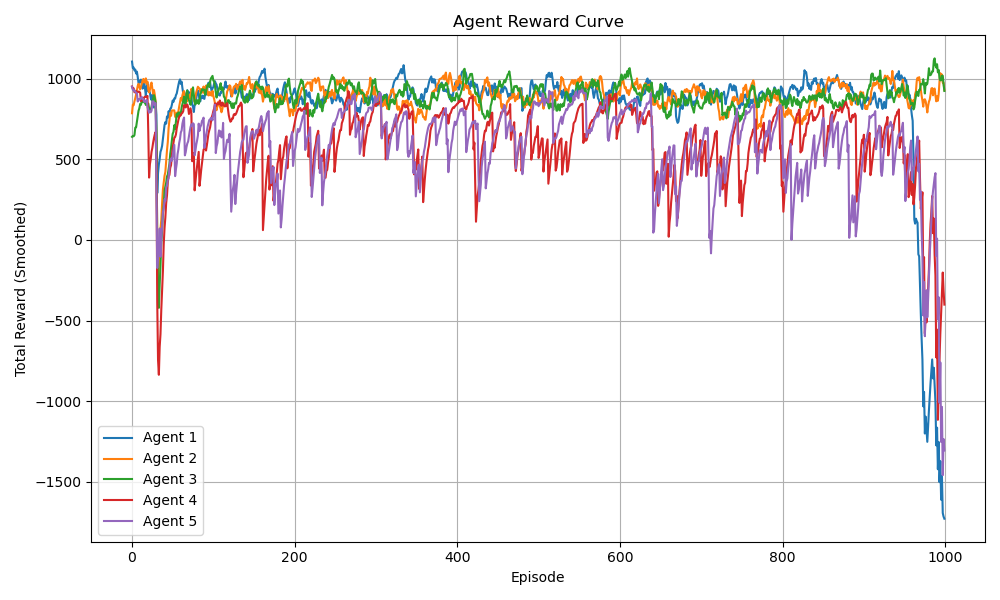 Agent Reward Curve
Total Reward (Smoothed)
1000
500
0
−500
−1000
−1500
Agent 1
Agent 2
Agent 3
Agent 4
Agent 5
0 200 400 600 800 1000
Episode